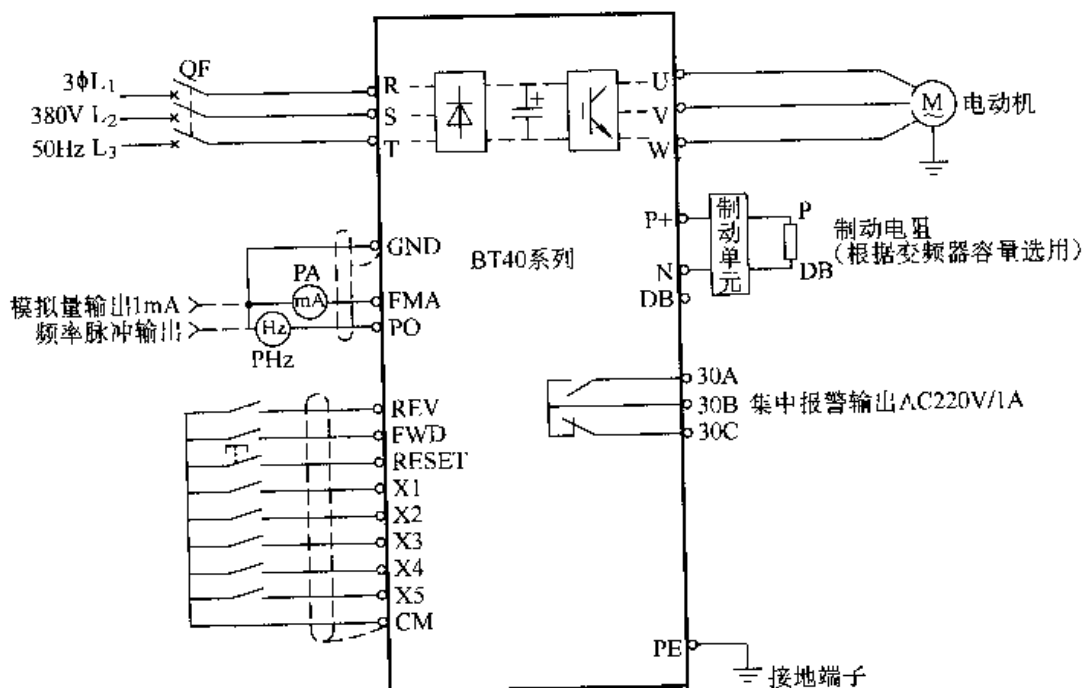 3ϕL1
380V L2
50Hz L3
QF
R
S
T
+
U
V
W
M
~
电动机
P+
N
DB
制动单元
P
DB
制动电阻
(根据变频器容量选用)
GND
PA
mA
FMA
PO
Hz
PHz
模拟量输出1mA
频率脉冲输出
BT40系列
30A
30B
30C
集中报警输出AC220V/1A
REV
FWD
RESET
X1
X2
X3
X4
X5
CM
PE
接地端子